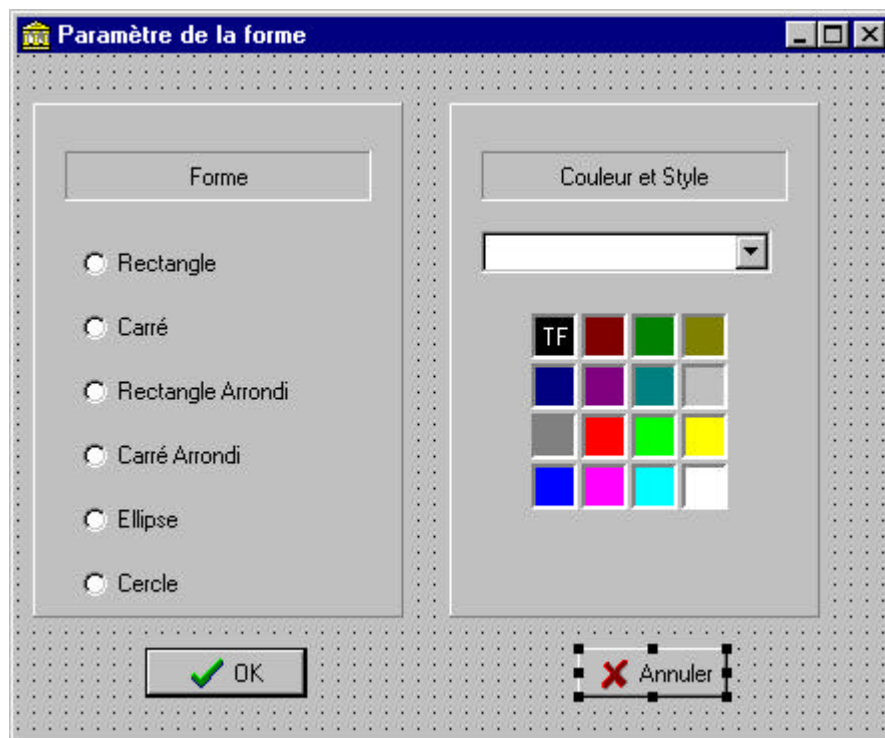 Paramètre de la forme
Forme
Rectangle
Carré
Rectangle Arrondi
Carré Arrondi
Ellipse
Cercle
Couleur et Style
TF
OK
Annuler